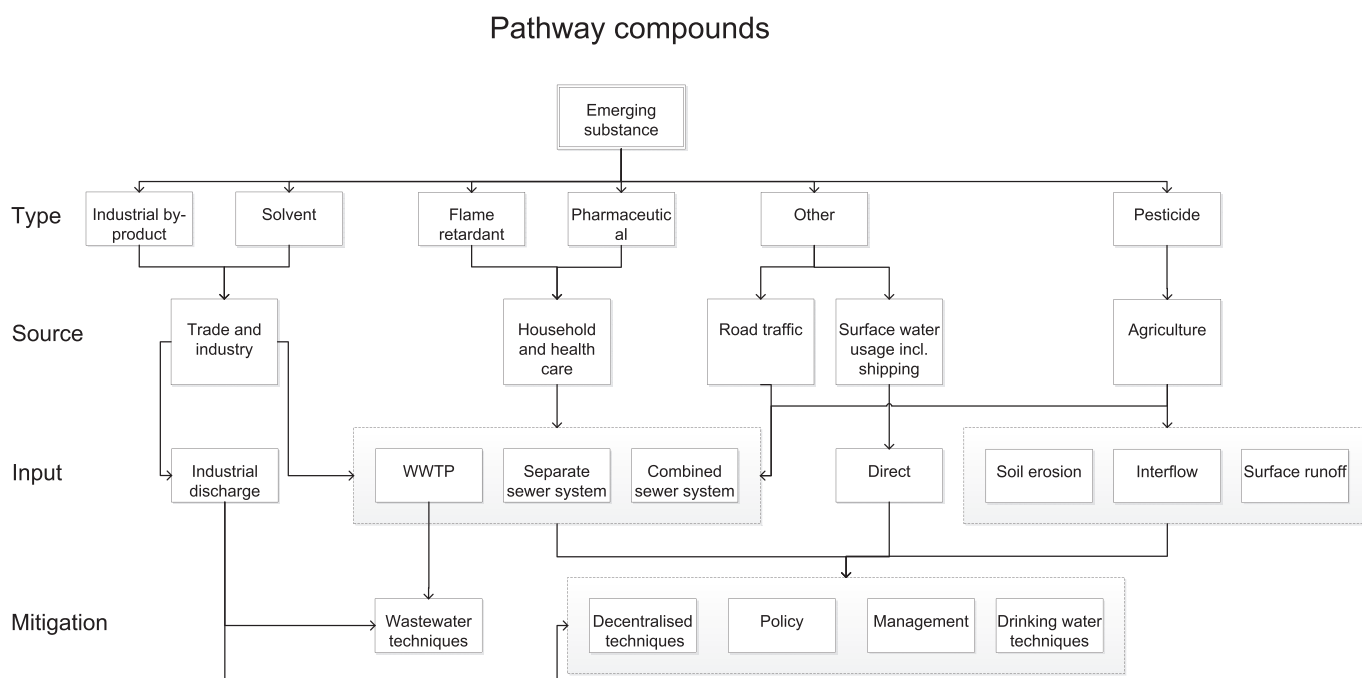 Pathway compounds
Emerging
substance
Type
Industrial by-
product
Solvent
Flame
retardant
Pharmaceutic
al
Other
Pesticide
Source
Trade and
industry
Household
and health
care
Road traffic
Surface water
usage incl.
shipping
Agriculture
Input
Industrial
discharge
WWTP
Separate
sewer system
Combined
sewer system
Direct
Soil erosion
Interflow
Surface runoff
Mitigation
Wastewater
techniques
Decentralised
techniques
Policy
Management
Drinking water
techniques